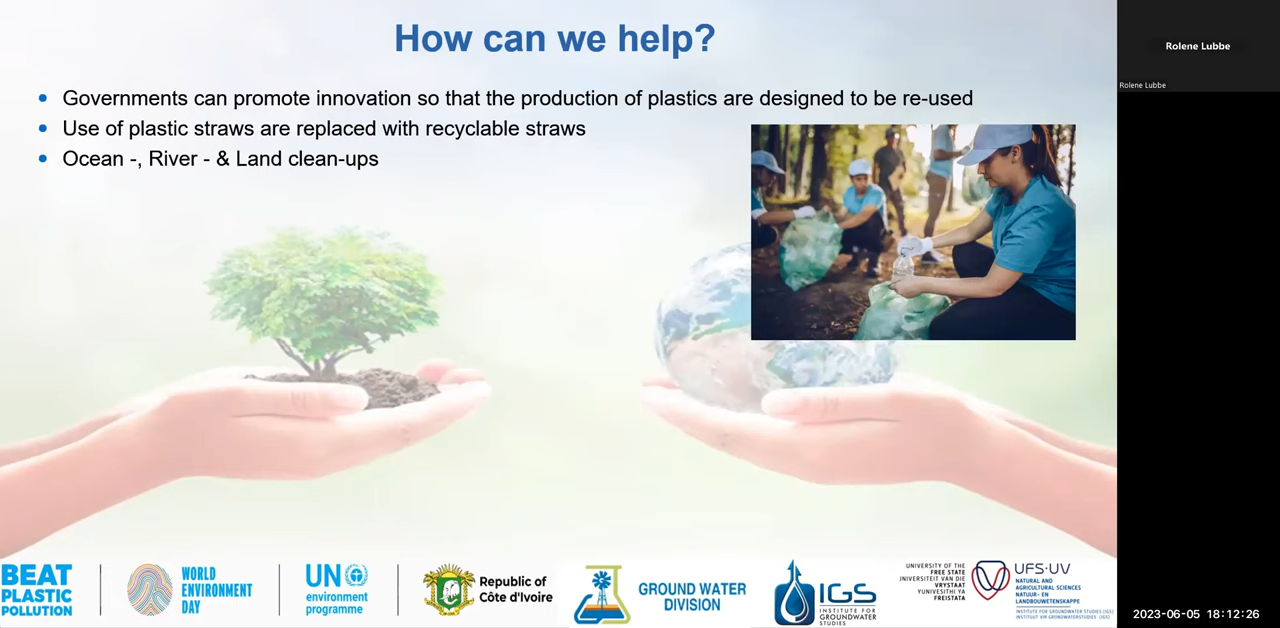 How can we help?
Governments can promote innovation so that the production of plastics are designed to be re-used
Use of plastic straws are replaced with recyclable straws
Ocean -, River - & Land clean-ups
Rolene Lubbe
Rolene Lubbe
BEAT
PLASTIC
POLLUTION
WORLD
ENVIRONMENT
DAY
UN
environment
programme
Republic of
Côte d'Ivoire
GROUND WATER
DIVISION
IGS
INSTITUTE FOR
GROUNDWATER
STUDIES
UNIVERSITY OF THE
FREE STATE
UNIVERSITEIT VAN DIE
VRYSTAAT
YUNIVESITHI YA
FREISTATA
UFS·UV
NATURAL AND
AGRICULTURAL SCIENCES
NATUUR- EN
LANDBOUWETENSKAPPE
INSTITUTE FOR GROUNDWATER STUDIES (IGS)
INSTITUUT VIR GRONDWATERSTUDIES (IGS)
2023-06-05 18:12:26